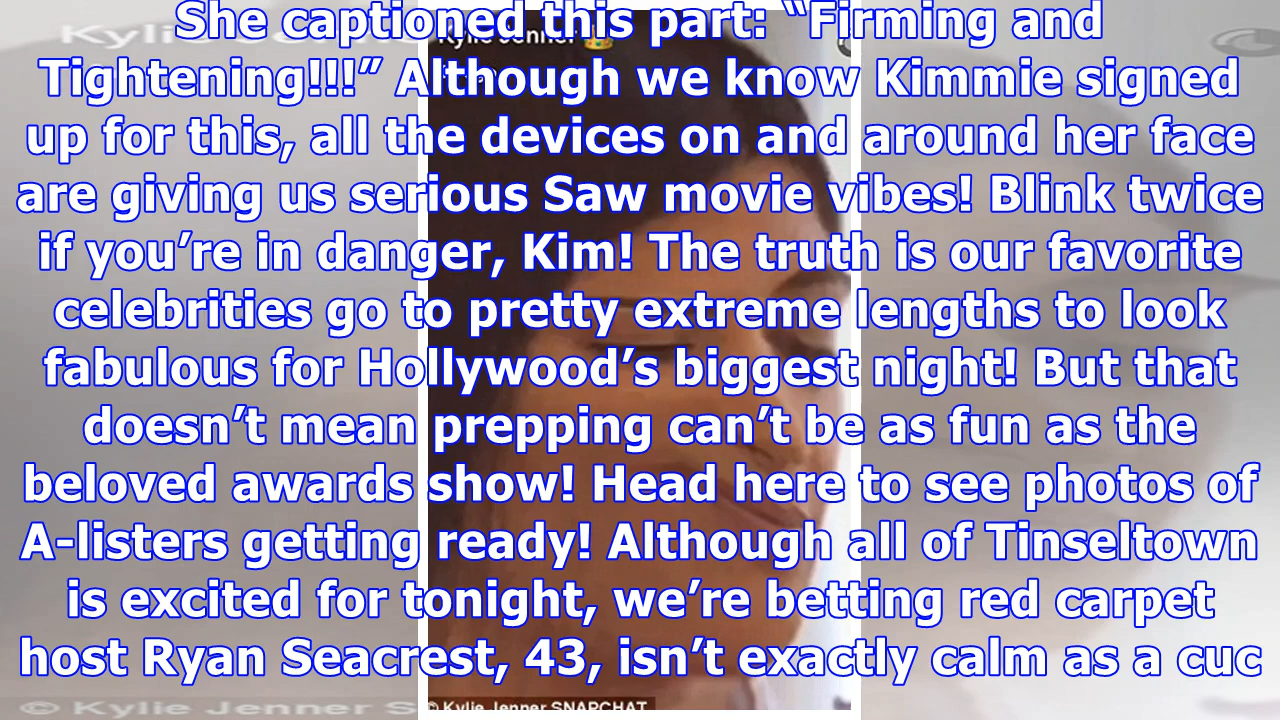 She captioned this part: “Firming and
Tightening!!!” Although we know Kimmie signed
up for this, all the devices on and around her face
are giving us serious Saw movie vibes! Blink twice
if you’re in danger, Kim! The truth is our favorite
celebrities go to pretty extreme lengths to look
fabulous for Hollywood’s biggest night! But that
doesn’t mean prepping can’t be as fun as the
beloved awards show! Head here to see photos of
A-listers getting ready! Although all of Tinseltown
is excited for tonight, we’re betting red carpet
host Ryan Seacrest, 43, isn’t exactly calm as a cuc
Kylie Jenner 👑
© Kylie Jenner S
© Kylie Jenner SNAPCHAT